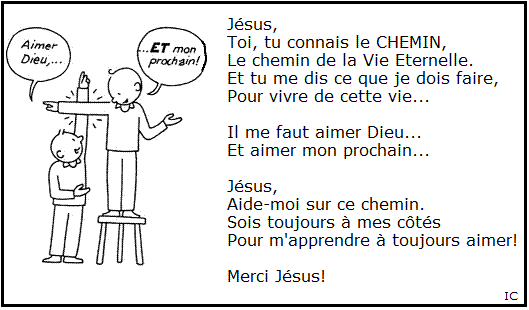 Aimer
Dieu,...
...ET mon
prochain!
Jésus,
Toi, tu connais le CHEMIN,
Le chemin de la Vie Eternelle.
Et tu me dis ce que je dois faire,
Pour vivre de cette vie...
Il me faut aimer Dieu...
Et aimer mon prochain...
Jésus,
Aide-moi sur ce chemin.
Sois toujours à mes côtés
Pour m'apprendre à toujours aimer!
Merci Jésus!
IC